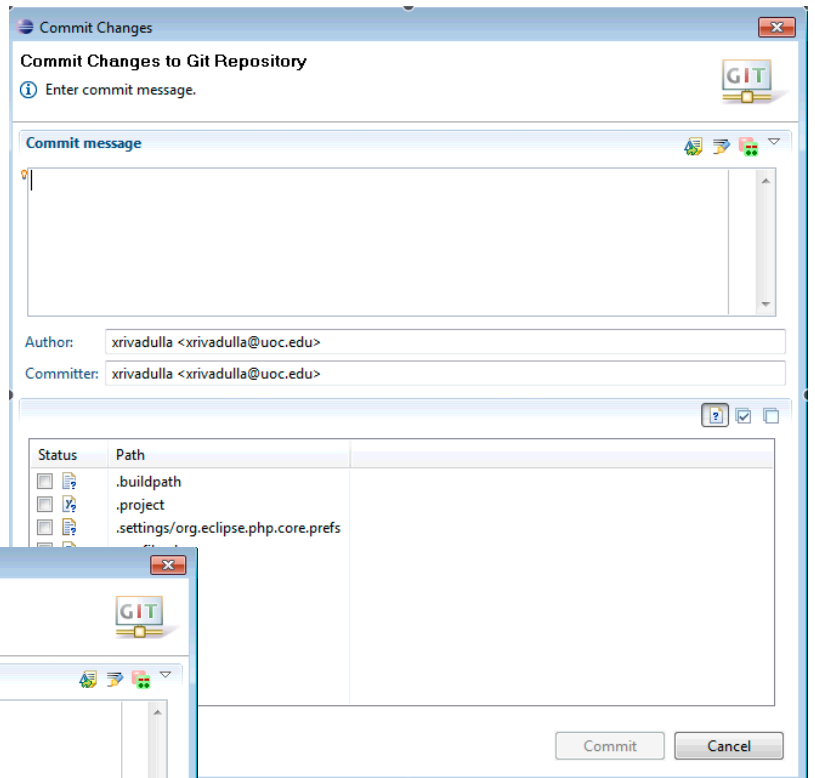 Commit Changes
Commit Changes to Git Repository
Enter commit message.
GIT
Commit message
Author: xrivadulla <xrivadulla@uoc.edu>
Committer: xrivadulla <xrivadulla@uoc.edu>
Status Path
.buildpath
.project
.settings/org.eclipse.php.core.prefs
GIT
Commit Cancel